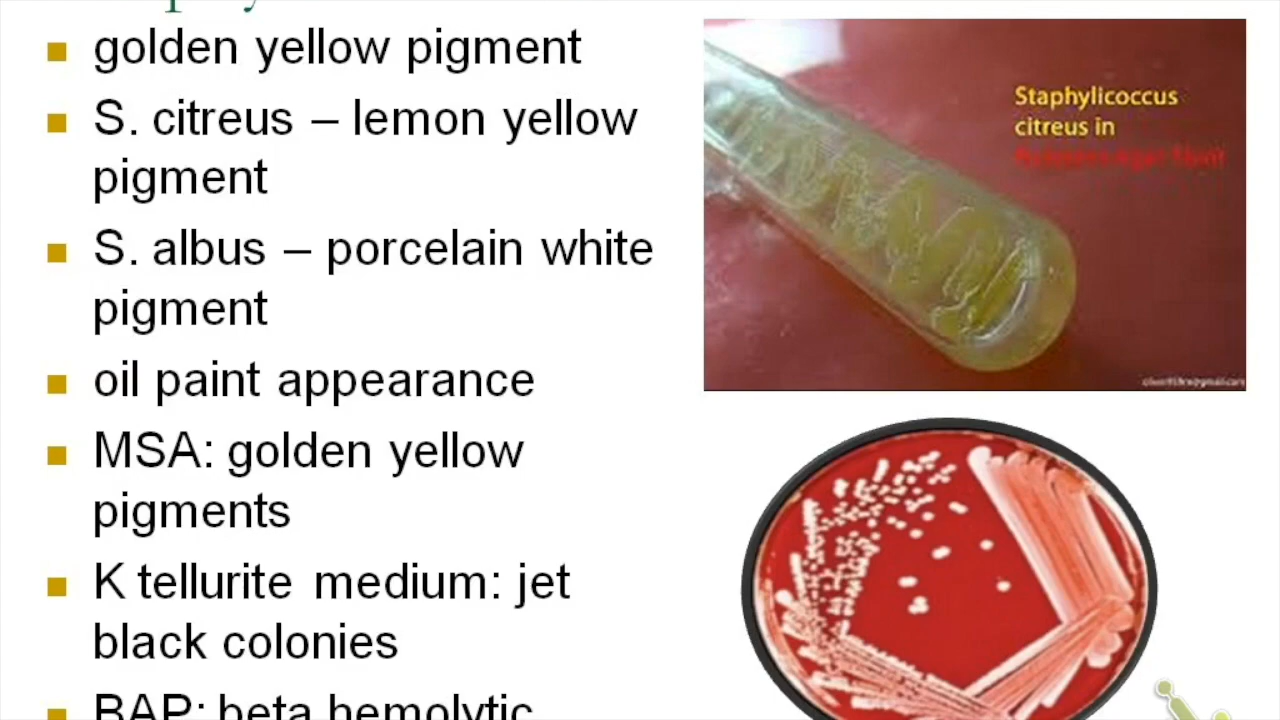 golden yellow pigment
S. citreus – lemon yellow
pigment
S. albus – porcelain white
pigment
oil paint appearance
MSA: golden yellow
pigments
K tellurite medium: jet
black colonies
BAP: beta hemolytic
Staphylicoccus
citreus in